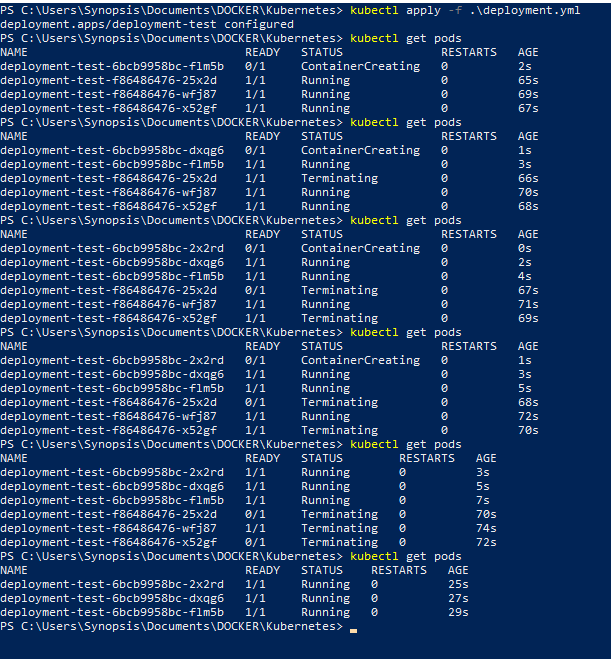 PS C:\Users\Synopsis\Documents\DOCKER\Kubernetes> kubectl apply -f .\deployment.yml
deployment.apps/deployment-test configured
PS C:\Users\Synopsis\Documents\DOCKER\Kubernetes> kubectl get pods
NAME READY STATUS RESTARTS AGE
deployment-test-6bcb9958bc-flm5b 0/1 ContainerCreating 0 2s
deployment-test-f86486476-25x2d 1/1 Running 0 65s
deployment-test-f86486476-wfj87 1/1 Running 0 69s
deployment-test-f86486476-x52gf 1/1 Running 0 67s
PS C:\Users\Synopsis\Documents\DOCKER\Kubernetes> kubectl get pods
NAME READY STATUS RESTARTS AGE
deployment-test-6bcb9958bc-dxqg6 0/1 ContainerCreating 0 1s
deployment-test-6bcb9958bc-flm5b 1/1 Running 0 3s
deployment-test-f86486476-25x2d 1/1 Terminating 0 66s
deployment-test-f86486476-wfj87 1/1 Running 0 70s
deployment-test-f86486476-x52gf 1/1 Running 0 68s
PS C:\Users\Synopsis\Documents\DOCKER\Kubernetes> kubectl get pods
NAME READY STATUS RESTARTS AGE
deployment-test-6bcb9958bc-2x2rd 0/1 ContainerCreating 0 0s
deployment-test-6bcb9958bc-dxqg6 1/1 Running 0 2s
deployment-test-6bcb9958bc-flm5b 1/1 Running 0 4s
deployment-test-f86486476-25x2d 0/1 Terminating 0 67s
deployment-test-f86486476-wfj87 1/1 Running 0 71s
deployment-test-f86486476-x52gf 1/1 Terminating 0 69s
PS C:\Users\Synopsis\Documents\DOCKER\Kubernetes> kubectl get pods
NAME READY STATUS RESTARTS AGE
deployment-test-6bcb9958bc-2x2rd 0/1 ContainerCreating 0 1s
deployment-test-6bcb9958bc-dxqg6 1/1 Running 0 3s
deployment-test-6bcb9958bc-flm5b 1/1 Running 0 5s
deployment-test-f86486476-25x2d 0/1 Terminating 0 68s
deployment-test-f86486476-wfj87 1/1 Running 0 72s
deployment-test-f86486476-x52gf 1/1 Terminating 0 70s
PS C:\Users\Synopsis\Documents\DOCKER\Kubernetes> kubectl get pods
NAME READY STATUS RESTARTS AGE
deployment-test-6bcb9958bc-2x2rd 1/1 Running 0 3s
deployment-test-6bcb9958bc-dxqg6 1/1 Running 0 5s
deployment-test-6bcb9958bc-flm5b 1/1 Running 0 7s
deployment-test-f86486476-25x2d 0/1 Terminating 0 70s
deployment-test-f86486476-wfj87 1/1 Terminating 0 74s
deployment-test-f86486476-x52gf 0/1 Terminating 0 72s
PS C:\Users\Synopsis\Documents\DOCKER\Kubernetes> kubectl get pods
NAME READY STATUS RESTARTS AGE
deployment-test-6bcb9958bc-2x2rd 1/1 Running 0 25s
deployment-test-6bcb9958bc-dxqg6 1/1 Running 0 27s
deployment-test-6bcb9958bc-flm5b 1/1 Running 0 29s
PS C:\Users\Synopsis\Documents\DOCKER\Kubernetes>